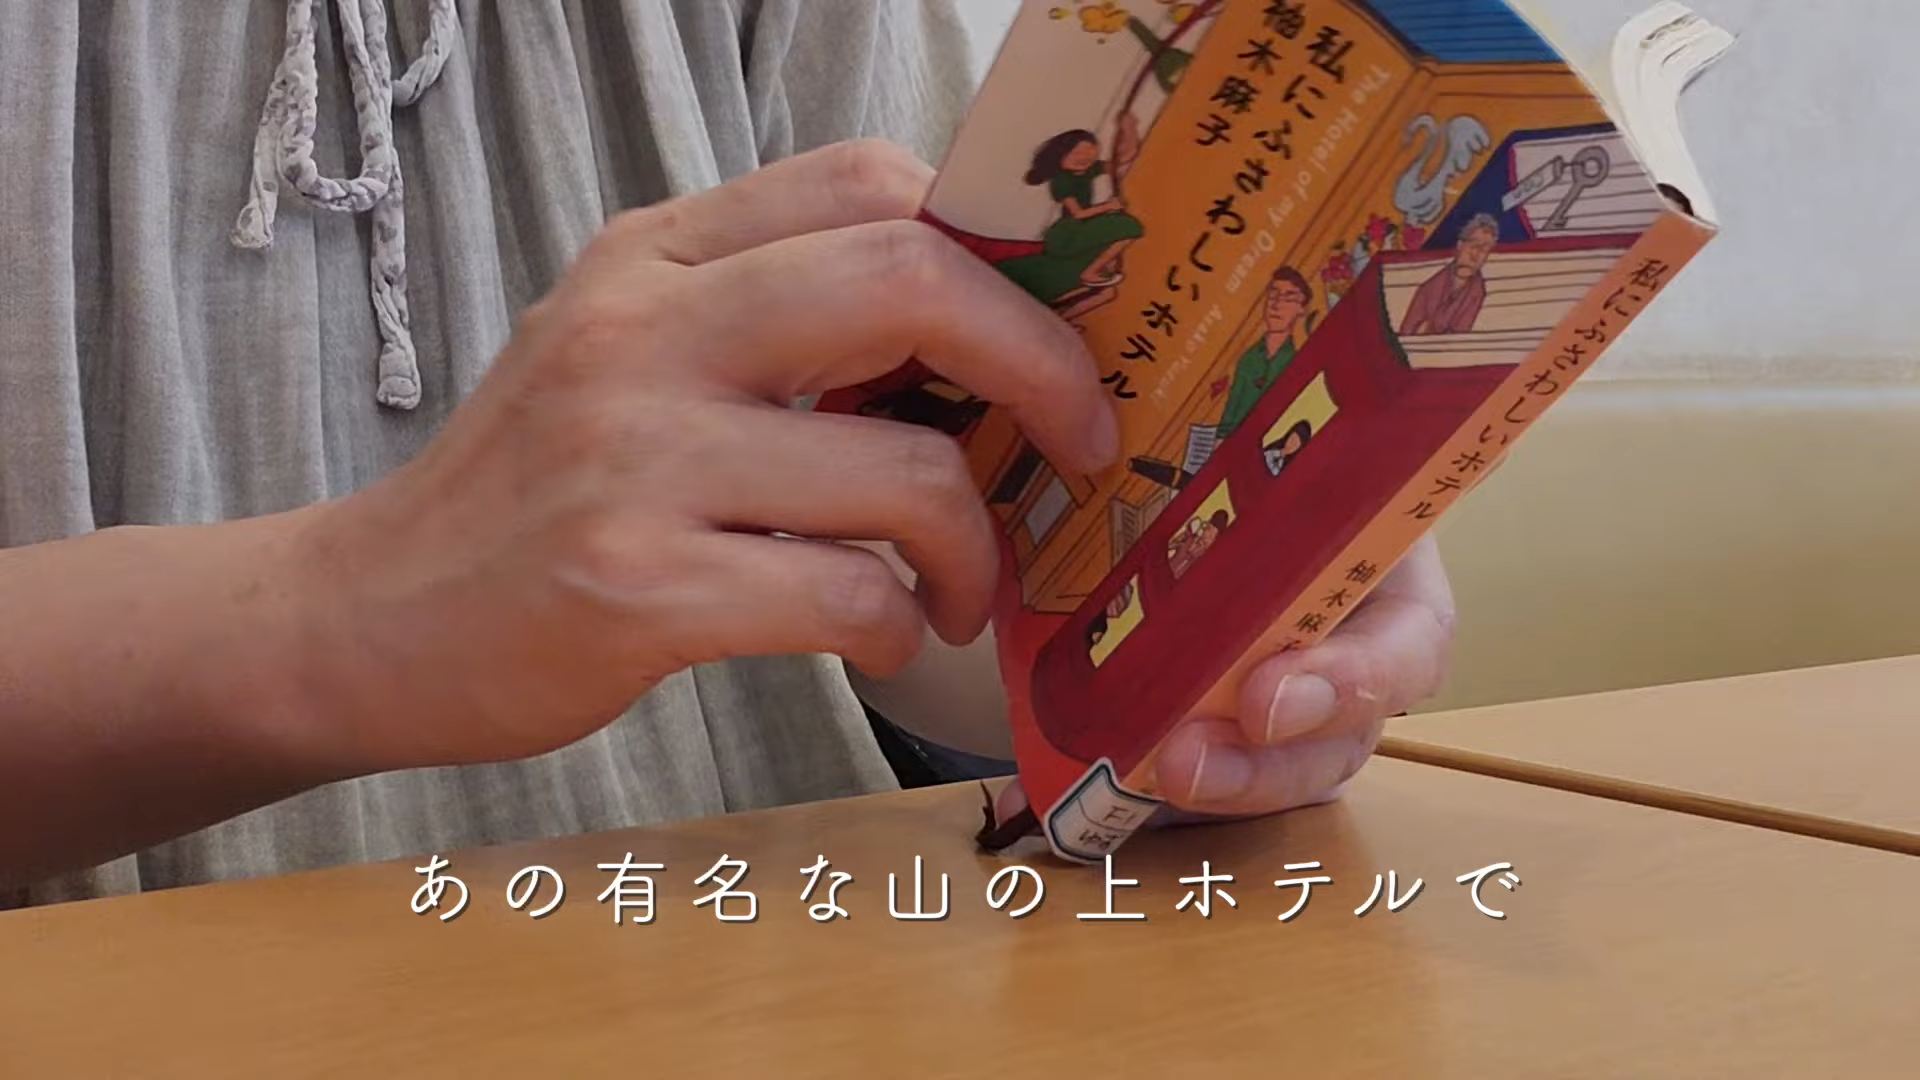 私にふさわしいホテル
柚木麻子
The Hotel of my Dream Asako Yuzuki
私にふさわしいホテル
柚木麻子
あの有名な山の上ホテルで